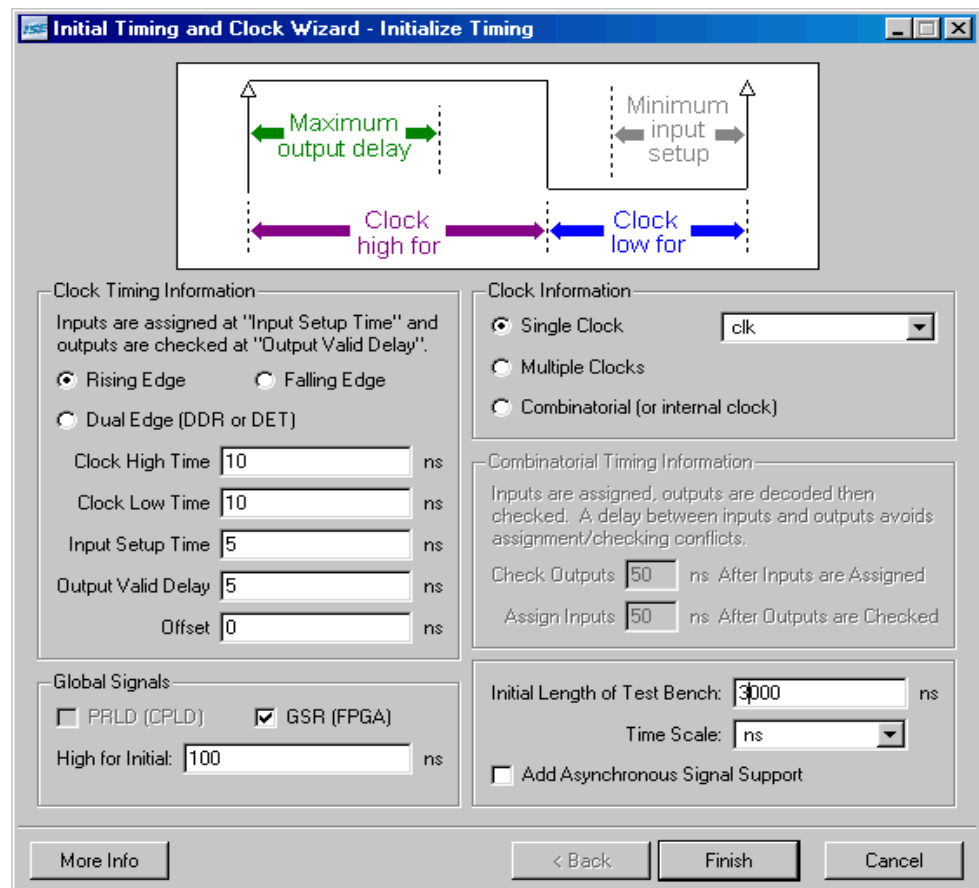 ISE Initial Timing and Clock Wizard - Initialize Timing
Maximum
output delay
Minimum
input
setup
Clock
high for
Clock
low for
Clock Timing Information
Inputs are assigned at "Input Setup Time" and
outputs are checked at "Output Valid Delay".
Rising Edge
Falling Edge
Dual Edge (DDR or DET)
Clock High Time 10 ns
Clock Low Time 10 ns
Input Setup Time 5 ns
Output Valid Delay 5 ns
Offset 0 ns
Global Signals
PRLD (CPLD)
GSR (FPGA)
High for Initial: 100 ns
Clock Information
Single Clock
clk
Multiple Clocks
Combinatorial (or internal clock)
Combinatorial Timing Information
Inputs are assigned, outputs are decoded then
checked. A delay between inputs and outputs avoids
assignment/checking conflicts.
Check Outputs 50 ns After Inputs are Assigned
Assign Inputs 50 ns After Outputs are Checked
Initial Length of Test Bench: 3000 ns
Time Scale: ns
Add Asynchronous Signal Support
More Info
< Back
Finish
Cancel